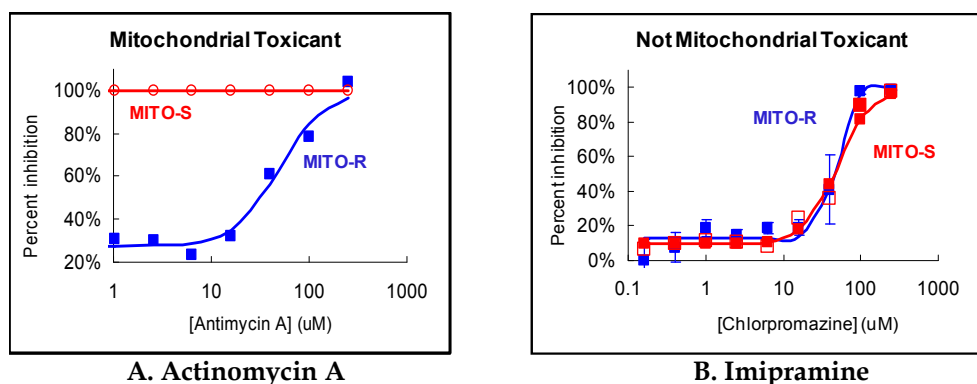 Mitochondrial Toxicant
Percent inhibition
100%
80%
60%
40%
20%
MITO-S
MITO-R
1
10
100
1000
[Antimycin A] (uM)
A. Actinomycin A
Not Mitochondrial Toxicant
Percent inhibition
100%
80%
60%
40%
20%
0%
MITO-R
MITO-S
0.1
1
10
100
1000
[Chlorpromazine] (uM)
B. Imipramine